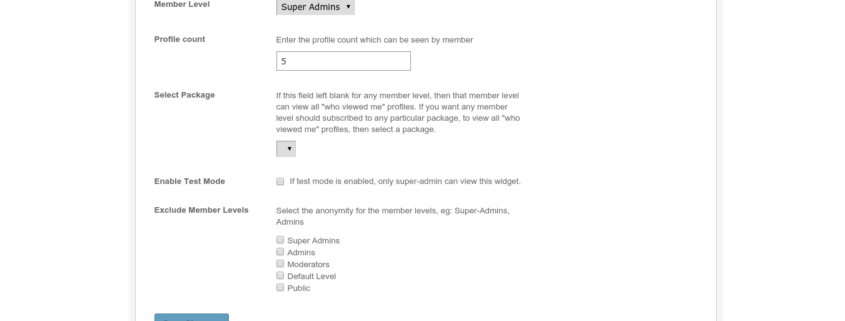 Member Level
Super Admins
Profile count
Enter the profile count which can be seen by member
5
Select Package
If this field left blank for any member level, then that member level
can view all "who viewed me" profiles. If you want any member
level should subscribed to any particular package, to view all "who
viewed me" profiles, then select a package.
Enable Test Mode
If test mode is enabled, only super-admin can view this widget.
Exclude Member Levels
Select the anonymity for the member levels, eg: Super-Admins,
Admins
Super Admins
Admins
Moderators
Default Level
Public